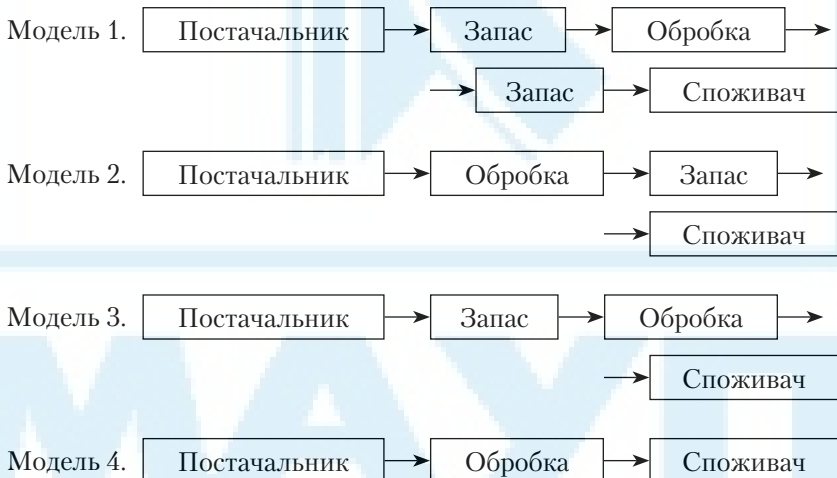 Модель 1. Постачальник Запас Обробка
Запас Споживач
Модель 2. Постачальник Обробка Запас
Споживач
Модель 3. Постачальник Запас Обробка
Споживач
Модель 4. Постачальник Обробка Споживач
МАУП